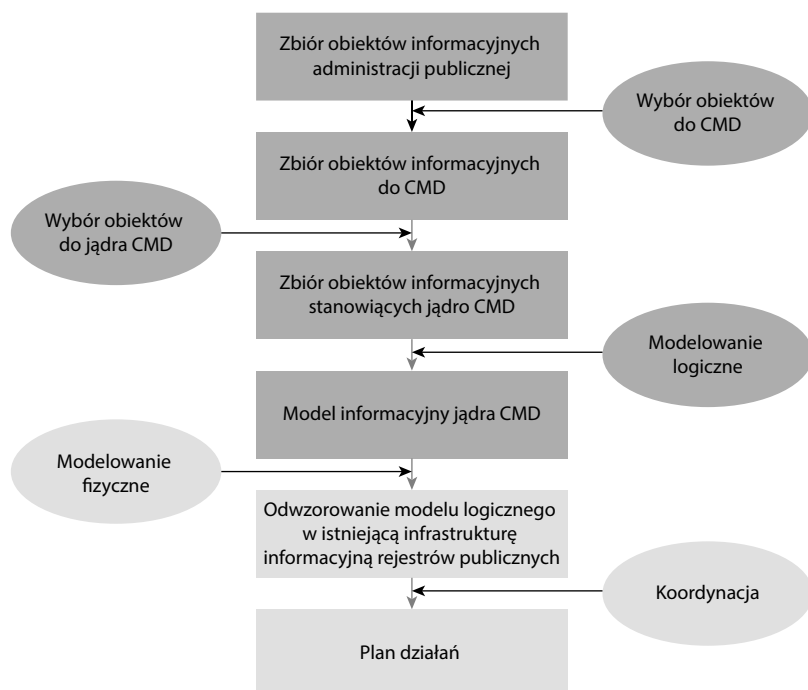 Zbiór obiektów informacyjnych
administracji publicznej
Wybór obiektów
do CMD
Zbiór obiektów informacyjnych
do CMD
Wybór obiektów
do jądra CMD
Zbiór obiektów informacyjnych
stanowiących jądro CMD
Modelowanie
logiczne
Model informacyjny jądra CMD
Modelowanie
fizyczne
Odwzorowanie modelu logicznego
w istniejącą infrastrukturę
informacyjną rejestrów publicznych
Koordynacja
Plan działań